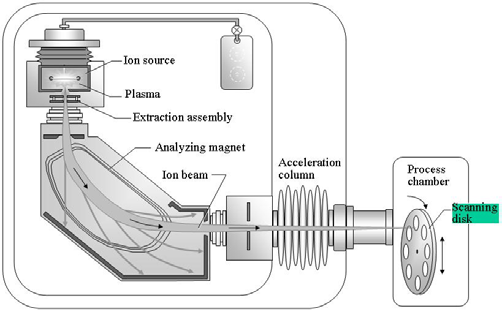 Ion source
Plasma
Extraction assembly
Analyzing magnet
Ion beam
Acceleration
column
Process
chamber
Scanning
disk